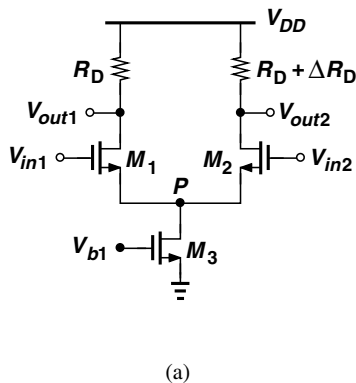 V_DD
R_D R_D + ΔR_D
V_out1 V_out2
V_in1 M_1 M_2 V_in2
P
V_b1 M_3
(a)